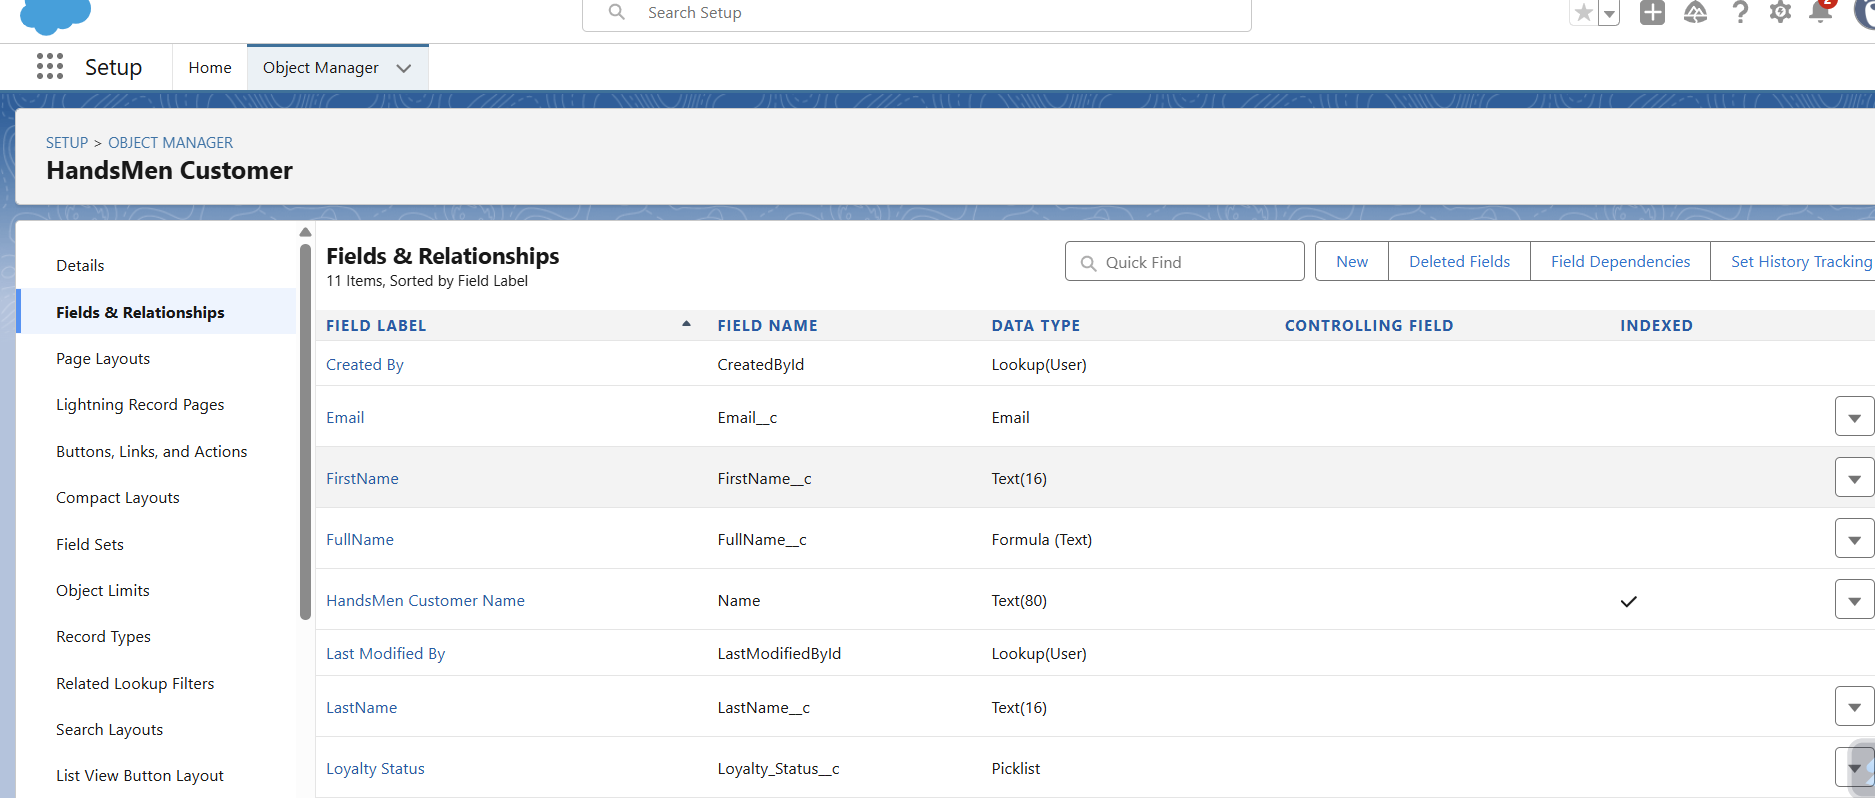 Search Setup
2
Setup
Home
Object Manager
SETUP > OBJECT MANAGER
HandsMen Customer
Details
Fields & Relationships
Page Layouts
Lightning Record Pages
Buttons, Links, and Actions
Compact Layouts
Field Sets
Object Limits
Record Types
Related Lookup Filters
Search Layouts
List View Button Layout
Fields & Relationships
11 Items, Sorted by Field Label
Quick Find
New
Deleted Fields
Field Dependencies
Set History Tracking
FIELD LABEL FIELD NAME DATA TYPE CONTROLLING FIELD INDEXED
Created By CreatedById Lookup(User)
Email Email__c Email
FirstName FirstName__c Text(16)
FullName FullName__c Formula (Text)
HandsMen Customer Name Name Text(80)
Last Modified By LastModifiedById Lookup(User)
LastName LastName__c Text(16)
Loyalty Status Loyalty_Status__c Picklist